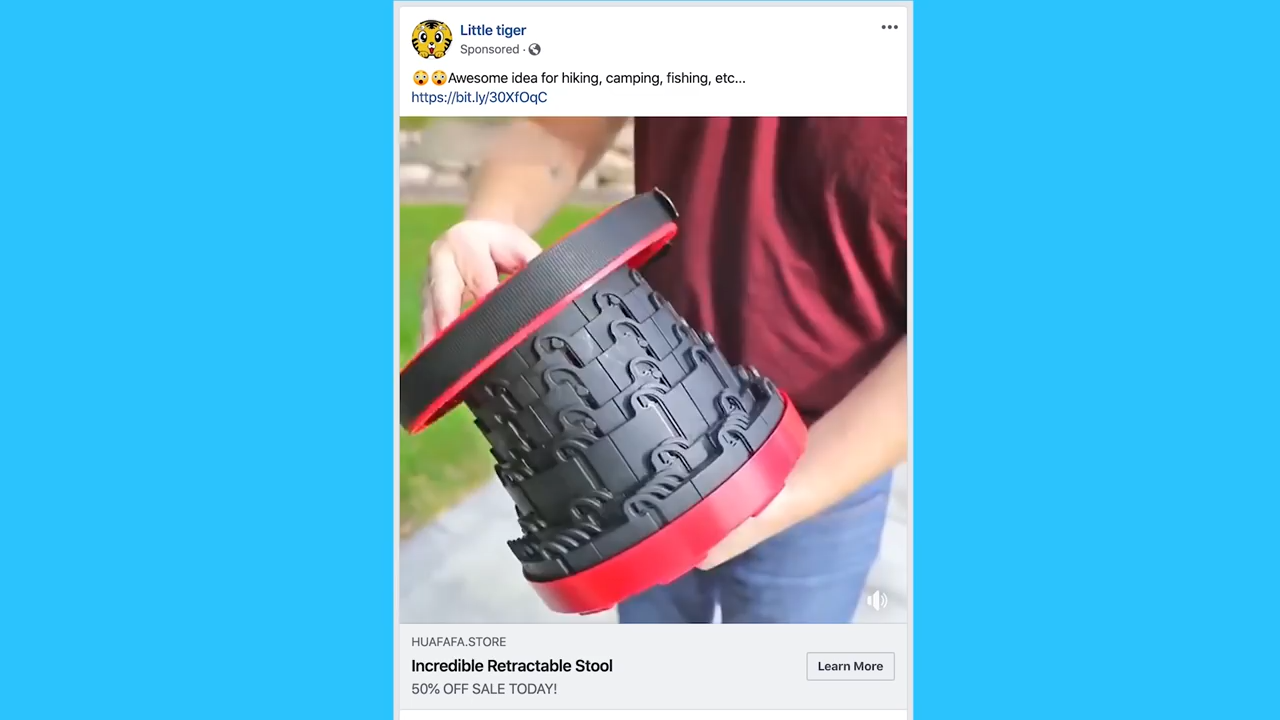 Little tiger
Sponsored ·
😲😲Awesome idea for hiking, camping, fishing, etc...
https://bit.ly/30XfOqC
HUAFAFA.STORE
Incredible Retractable Stool
Learn More
50% OFF SALE TODAY!